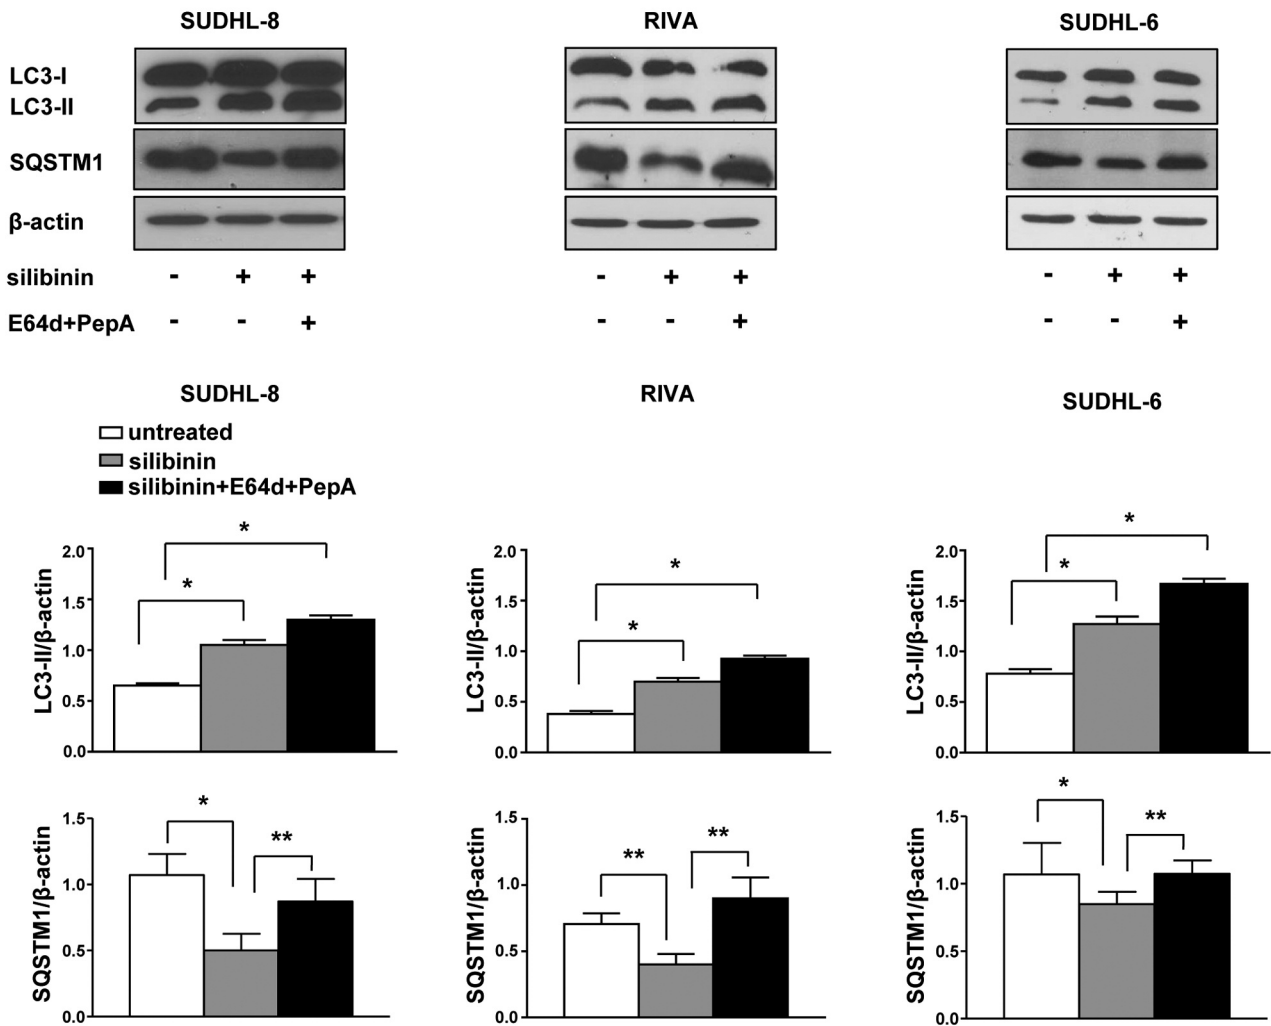 SUDHL-8 RIVA SUDHL-6
LC3-I
LC3-II
SQSTM1
β-actin
silibinin - + + - + + - + +
E64d+PepA - - + - - + - - +
SUDHL-8 RIVA SUDHL-6
untreated
silibinin
silibinin+E64d+PepA
LC3-II/β-actin
2.0
1.5
1.0
0.5
0.0
*
*
LC3-II/β-actin
2.0
1.5
1.0
0.5
0.0
*
*
LC3-II/β-actin
2.0
1.5
1.0
0.5
0.0
*
*
SQSTM1/β-actin
1.5
1.0
0.5
0.0
*
**
SQSTM1/β-actin
1.5
1.0
0.5
0.0
**
**
SQSTM1/β-actin
1.5
1.0
0.5
0.0
*
**